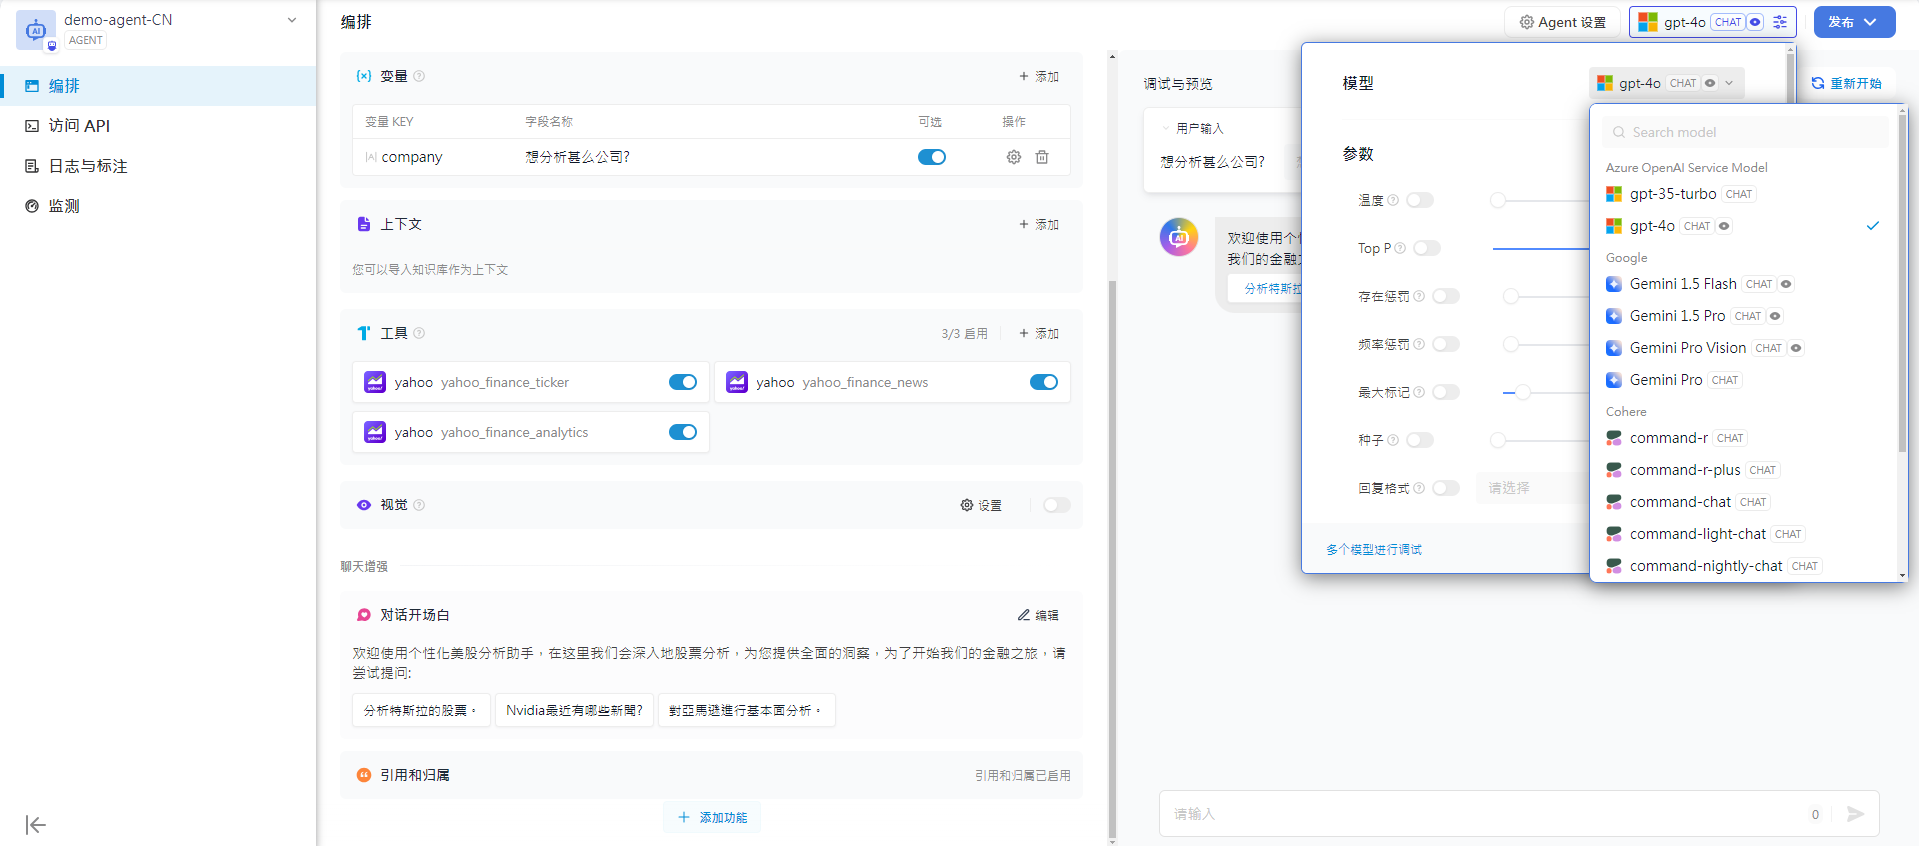 demo-agent-CN
AGENT
编排
访问 API
日志与标注
监测
编排
Agent 设置
gpt-4o CHAT
发布
变量
+ 添加
变量 KEY 字段名称 可选 操作
company 想分析甚么公司?
上下文
+ 添加
您可以导入知识库作为上下文
工具
3/3 启用
+ 添加
yahoo yahoo_finance_ticker
yahoo yahoo_finance_news
yahoo yahoo_finance_analytics
视觉
设置
聊天增强
对话开场白
编辑
欢迎使用个性化美股分析助手，在这里我们会深入地股票分析，为您提供全面的洞察，为了开始我们的金融之旅，请
尝试提问:
分析特斯拉的股票。
Nvidia最近有哪些新聞?
對亞馬遜進行基本面分析。
引用和归属
引用和归属已启用
+ 添加功能
调试与预览
重新开始
用户输入
想分析甚么公司?
欢迎使用个
我们的金融之
分析特斯拉
请输入
0
模型
gpt-4o CHAT
参数
温度
Top P
存在惩罚
频率惩罚
最大标记
种子
回复格式
请选择
多个模型进行调试
Search model
Azure OpenAI Service Model
gpt-35-turbo CHAT
gpt-4o CHAT
Google
Gemini 1.5 Flash CHAT
Gemini 1.5 Pro CHAT
Gemini Pro Vision CHAT
Gemini Pro CHAT
Cohere
command-r CHAT
command-r-plus CHAT
command-chat CHAT
command-light-chat CHAT
command-nightly-chat CHAT